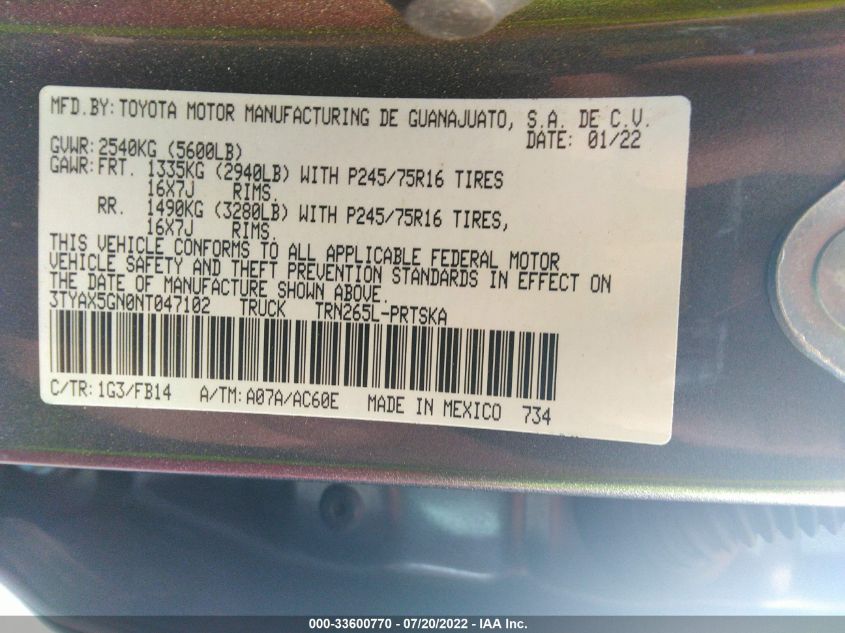 MFD.BY: TOYOTA MOTOR MANUFACTURING DE GUANAJUATO, S.A. DE C.V.
DATE: 01/22
GVWR: 2540KG (5600LB)
GAWR: FRT. 1335KG (2940LB) WITH P245/75R16 TIRES
16X7J RIMS.
RR. 1490KG (3280LB) WITH P245/75R16 TIRES,
16X7J RIMS.
THIS VEHICLE CONFORMS TO ALL APPLICABLE FEDERAL MOTOR
VEHICLE SAFETY AND THEFT PREVENTION STANDARDS IN EFFECT ON
THE DATE OF MANUFACTURE SHOWN ABOVE.
3TYAX5GN0NT047102 TRUCK TRN265L-PRTSKA
C/TR: 1G3/FB14 A/TM: A07A/AC60E MADE IN MEXICO 734
000-33600770 - 07/20/2022 - IAA Inc.